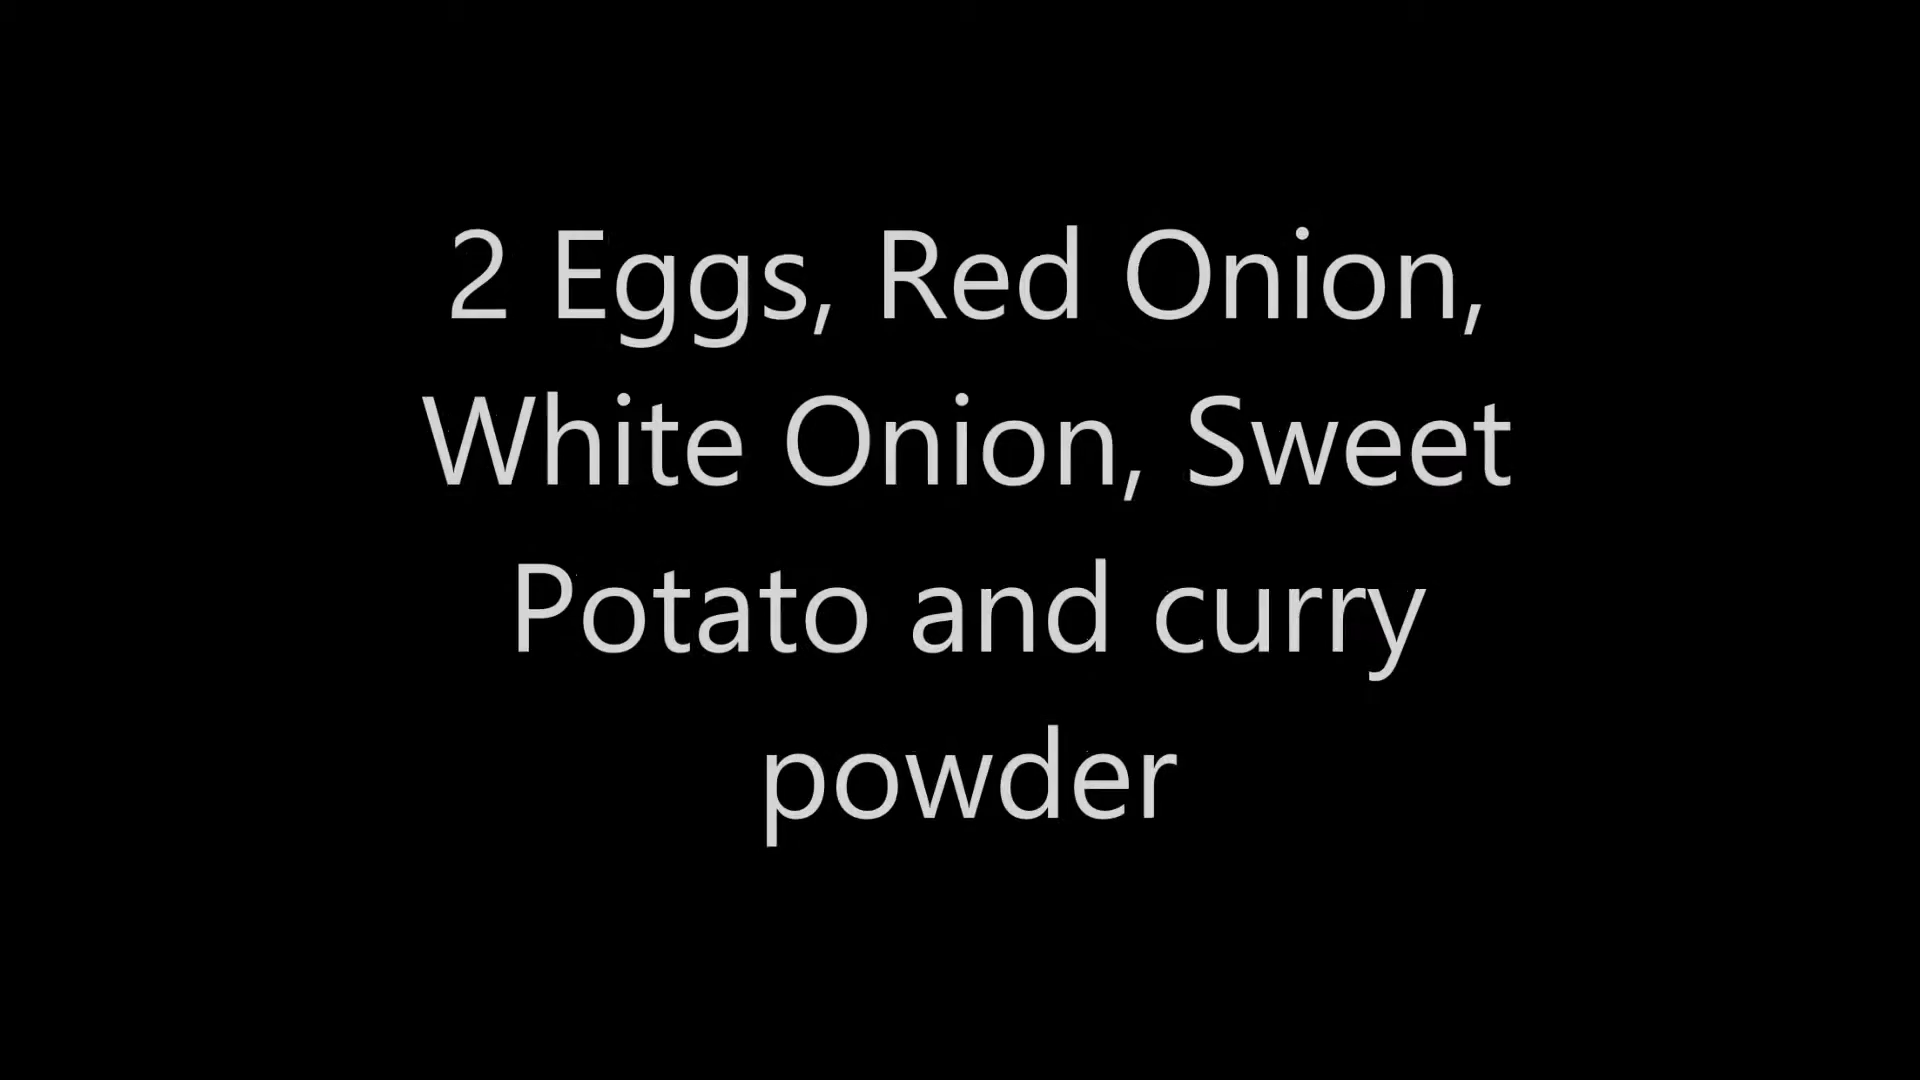 2 Eggs, Red Onion,
White Onion, Sweet
Potato and curry
powder